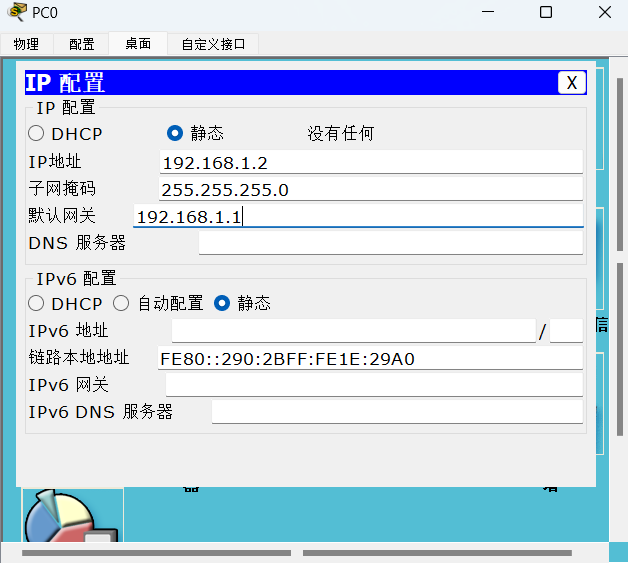 PC0
物理 配置 桌面 自定义接口
IP 配置 X
IP 配置
DHCP 静态 没有任何
IP地址 192.168.1.2
子网掩码 255.255.255.0
默认网关 192.168.1.1
DNS 服务器
IPv6 配置
DHCP 自动配置 静态
IPv6 地址 /
链路本地地址 FE80::290:2BFF:FE1E:29A0
IPv6 网关
IPv6 DNS 服务器
信
器